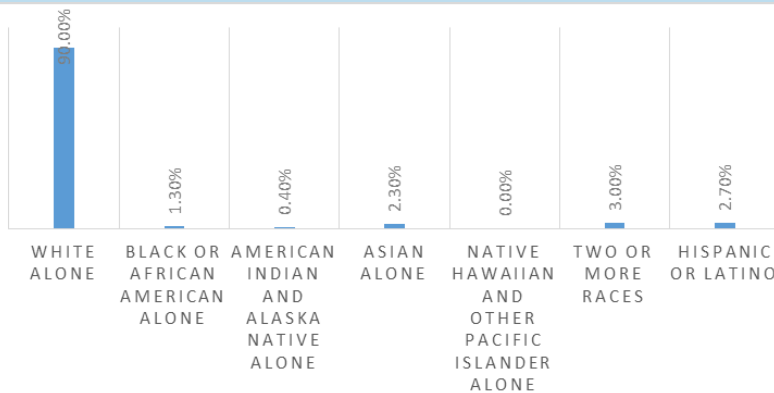 90.00%
1.30%
0.40%
2.30%
0.00%
3.00%
2.70%
WHITE
ALONE
BLACK OR
AFRICAN
AMERICAN
ALONE
AMERICAN
INDIAN
AND
ALASKA
NATIVE
ALONE
ASIAN
ALONE
NATIVE
HAWAIIAN
AND
OTHER
PACIFIC
ISLANDER
ALONE
TWO OR
MORE
RACES
HISPANIC
OR LATINO